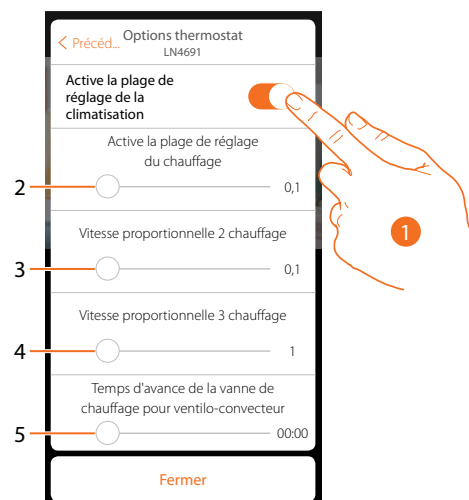 Précéd... Options thermostat
LN4691
Active la plage de
réglage de la
climatisation
1
Active la plage de réglage
du chauffage
2
0,1
Vitesse proportionnelle 2 chauffage
3
0,1
Vitesse proportionnelle 3 chauffage
4
1
Temps d'avance de la vanne de
chauffage pour ventilo-convecteur
5
00:00
Fermer